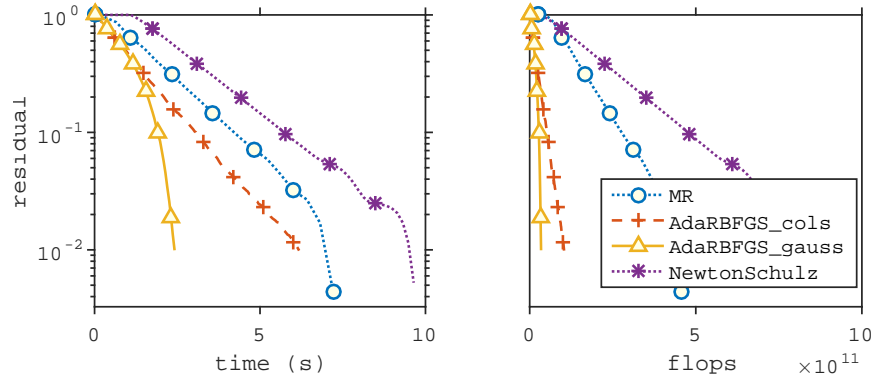 residual
10^0
10^-1
10^-2
0
5
10
time (s)
MR
AdaRBFGS_cols
AdaRBFGS_gauss
NewtonSchulz
0
5
10
flops
×10^11